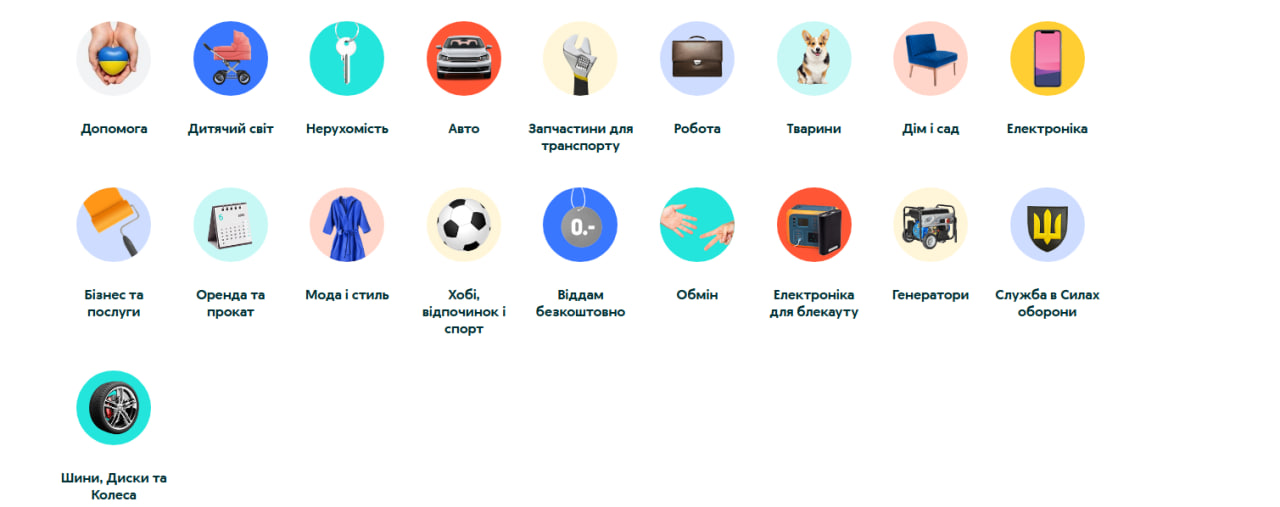 Допомога
Дитячий світ
Нерухомість
Авто
Запчастини для
транспорту
Робота
Тварини
Дім і сад
Електроніка
0.-
Бізнес та
послуги
Оренда та
прокат
Мода і стиль
Хобі,
відпочинок і
спорт
Віддам
безкоштовно
Обмін
Електроніка
для блекауту
Генератори
Служба в Силах
оборони
Шини, Диски та
Колеса